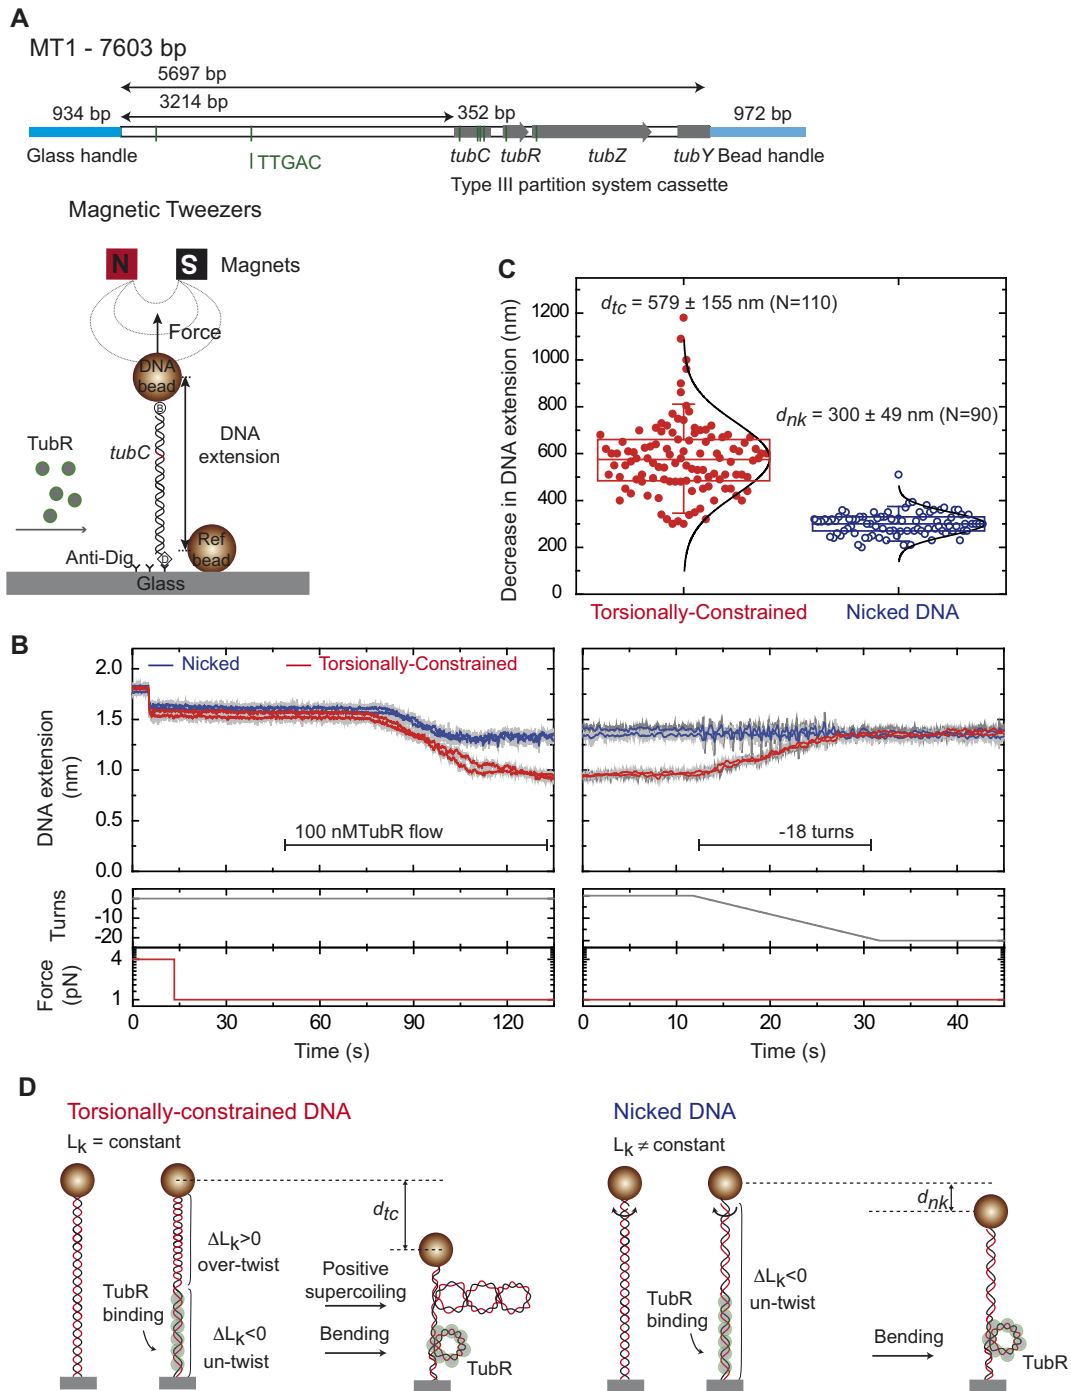 A
MT1 - 7603 bp
5697 bp
3214 bp
934 bp
352 bp
972 bp
Glass handle
tubC
tubR
tubZ
tubY
Bead handle
TTGAC
Type III partition system cassette
Magnetic Tweezers
N
S
Magnets
Force
DNA bead
B
TubR
tubC
DNA extension
Anti-Dig
D
Ref bead
Glass
C
Decrease in DNA extension (nm)
1200
1000
800
600
400
200
0
dtc = 579 ± 155 nm (N=110)
dnk = 300 ± 49 nm (N=90)
Torsionally-Constrained
Nicked DNA
B
Nicked
Torsionally-Constrained
DNA extension (nm)
2.0
1.5
1.0
0.5
0.0
100 nMTubR flow
-18 turns
Turns
0
-10
-20
Force (pN)
4
1
0 30 60 90 120
Time (s)
0 10 20 30 40
Time (s)
D
Torsionally-constrained DNA
Lk = constant
ΔLk>0
over-twist
TubR binding
ΔLk<0
un-twist
dtc
Positive supercoiling
Bending
TubR
Nicked DNA
Lk ≠ constant
TubR binding
ΔLk<0
un-twist
dnk
Bending
TubR